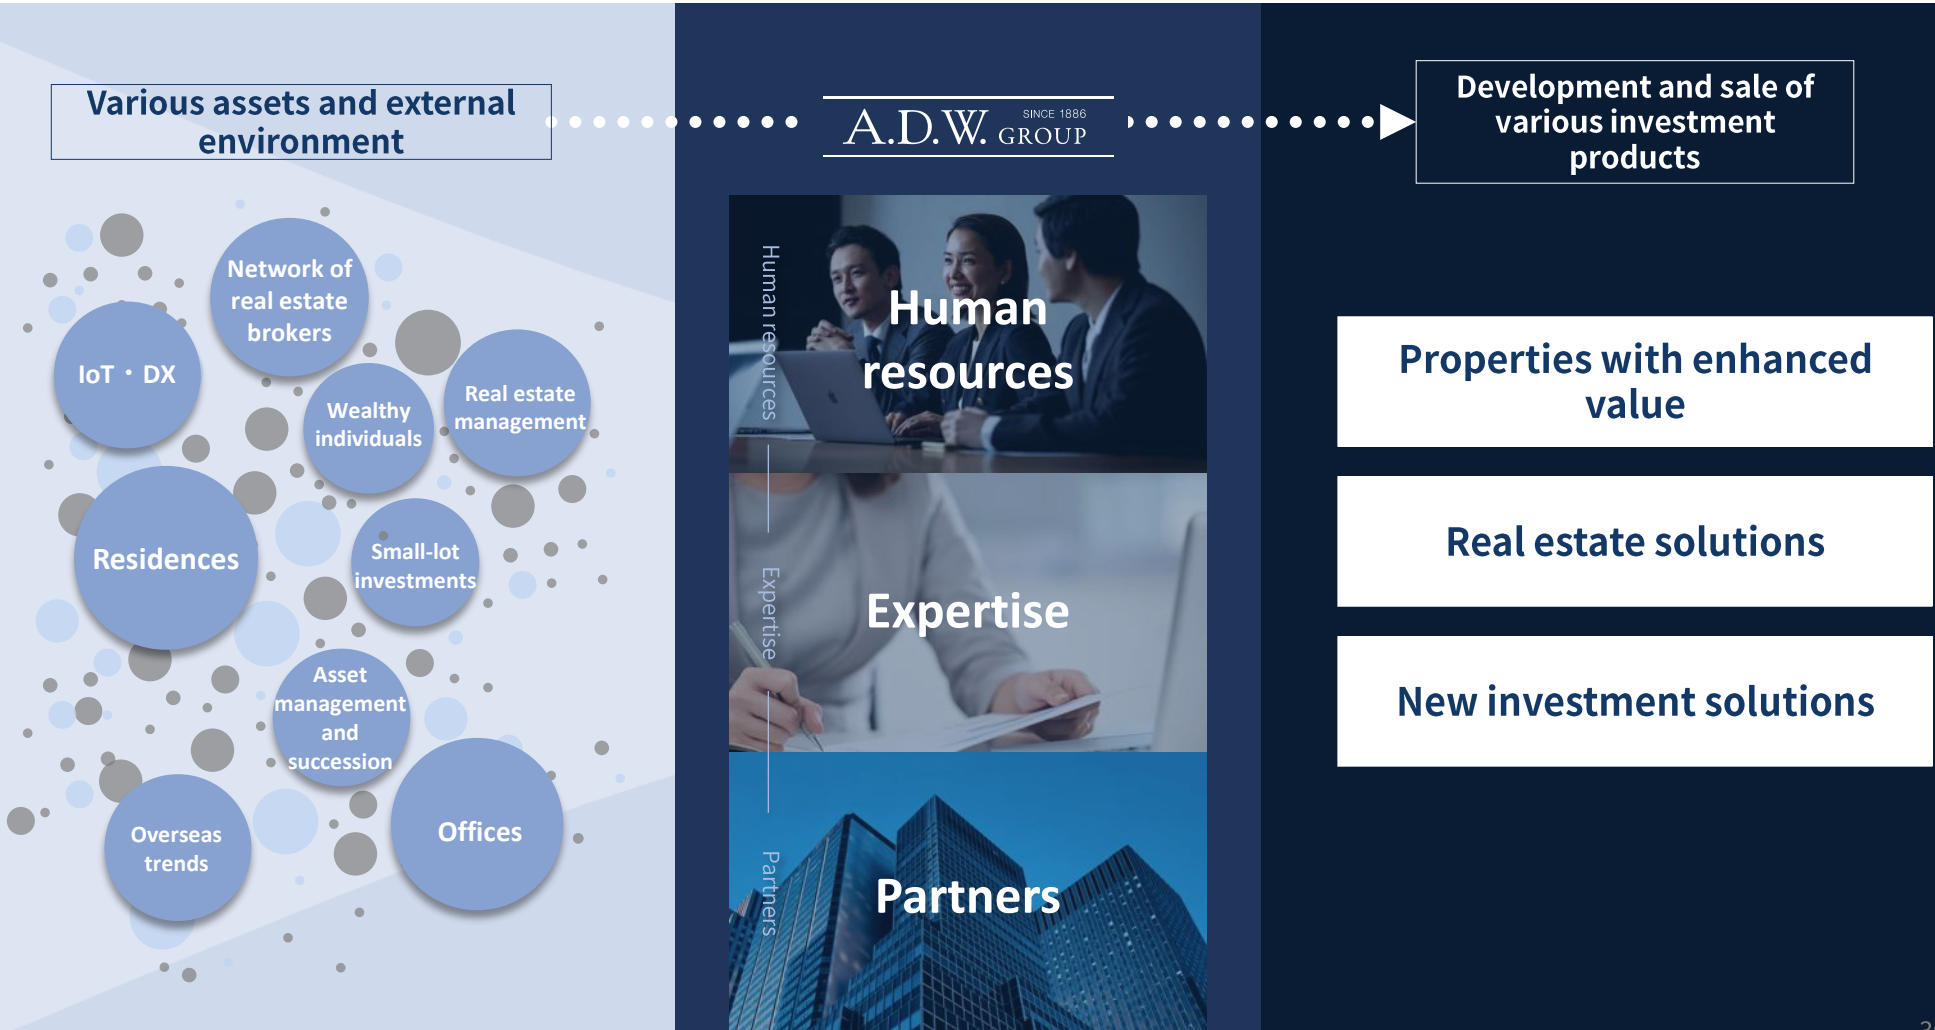 Various assets and external
environment
Network of
real estate
brokers
IoT・DX
Wealthy
individuals
Real estate
management
Residences
Small-lot
investments
Asset
management
and
succession
Overseas
trends
Offices
A.D.W. GROUP
SINCE 1886
Human resources
Human
resources
Expertise
Expertise
Partners
Partners
Development and sale of
various investment
products
Properties with enhanced
value
Real estate solutions
New investment solutions